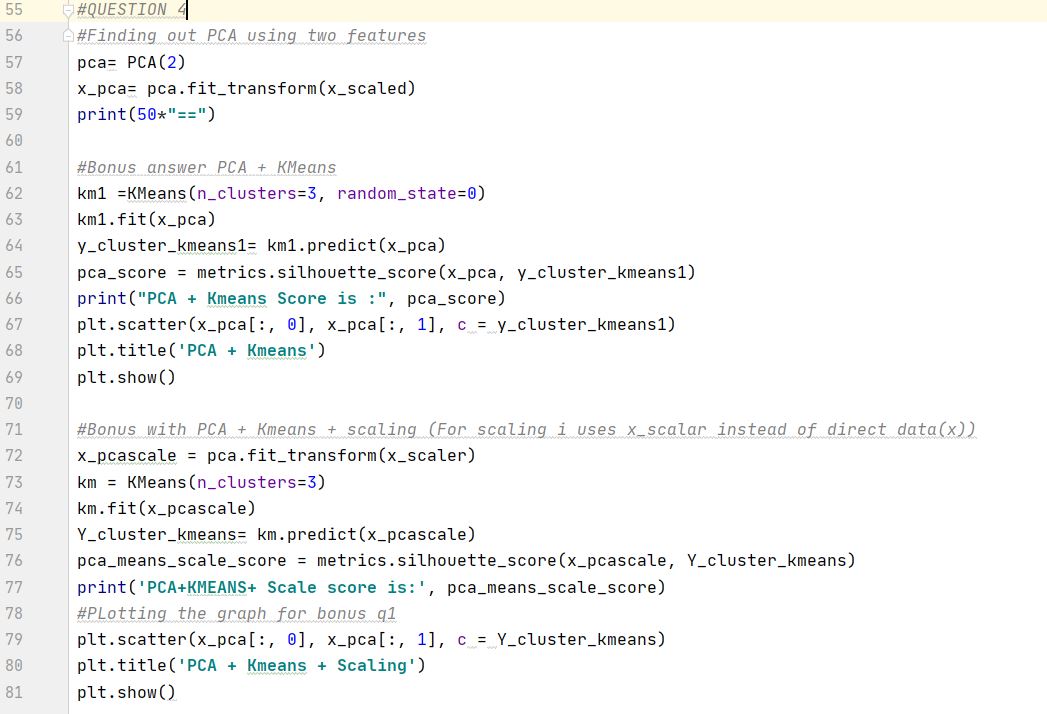 55 #QUESTION 4
56 #Finding out PCA using two features
57 pca= PCA(2)
58 x_pca= pca.fit_transform(x_scaled)
59 print(50*"==")
60
61 #Bonus answer PCA + KMeans
62 km1 =KMeans(n_clusters=3, random_state=0)
63 km1.fit(x_pca)
64 y_cluster_kmeans1= km1.predict(x_pca)
65 pca_score = metrics.silhouette_score(x_pca, y_cluster_kmeans1)
66 print("PCA + Kmeans Score is :", pca_score)
67 plt.scatter(x_pca[:, 0], x_pca[:, 1], c = y_cluster_kmeans1)
68 plt.title('PCA + Kmeans')
69 plt.show()
70
71 #Bonus with PCA + Kmeans + scaling (For scaling i uses x_scalar instead of direct data(x))
72 x_pcascale = pca.fit_transform(x_scaler)
73 km = KMeans(n_clusters=3)
74 km.fit(x_pcascale)
75 Y_cluster_kmeans= km.predict(x_pcascale)
76 pca_means_scale_score = metrics.silhouette_score(x_pcascale, Y_cluster_kmeans)
77 print('PCA+KMEANS+ Scale score is:', pca_means_scale_score)
78 #PLotting the graph for bonus q1
79 plt.scatter(x_pca[:, 0], x_pca[:, 1], c = Y_cluster_kmeans)
80 plt.title('PCA + Kmeans + Scaling')
81 plt.show()